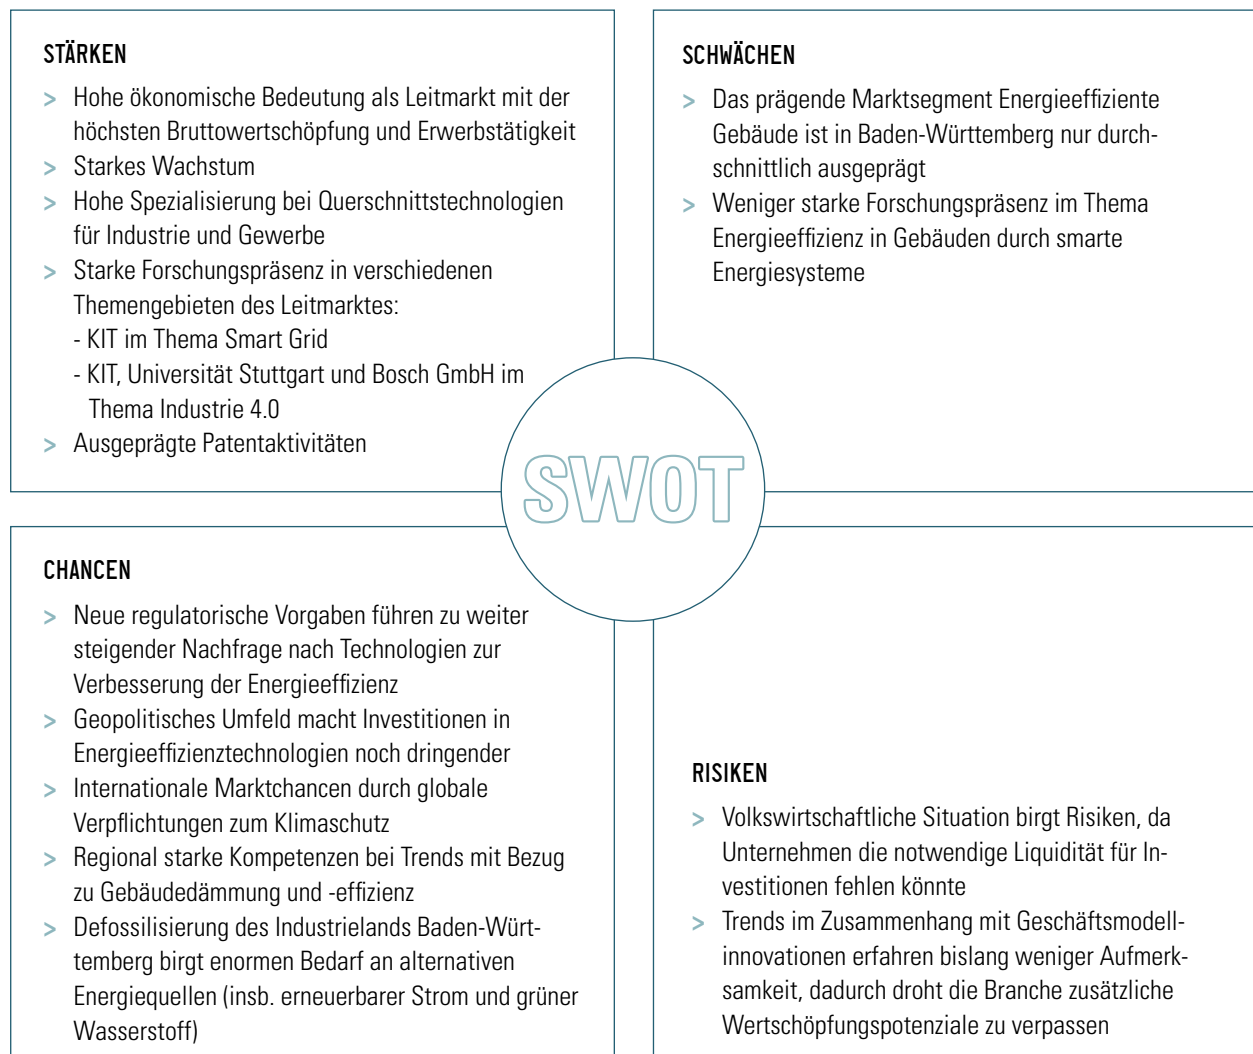 STÄRKEN
> Hohe ökonomische Bedeutung als Leitmarkt mit der
höchsten Bruttowertschöpfung und Erwerbstätigkeit
> Starkes Wachstum
> Hohe Spezialisierung bei Querschnittstechnologien
für Industrie und Gewerbe
> Starke Forschungspräsenz in verschiedenen
Themengebieten des Leitmarktes:
- KIT im Thema Smart Grid
- KIT, Universität Stuttgart und Bosch GmbH im
Thema Industrie 4.0
> Ausgeprägte Patentaktivitäten
SCHWÄCHEN
> Das prägende Marktsegment Energieeffiziente
Gebäude ist in Baden-Württemberg nur durch-
schnittlich ausgeprägt
> Weniger starke Forschungspräsenz im Thema
Energieeffizienz in Gebäuden durch smarte
Energiesysteme
SWOT
CHANCEN
> Neue regulatorische Vorgaben führen zu weiter
steigender Nachfrage nach Technologien zur
Verbesserung der Energieeffizienz
> Geopolitisches Umfeld macht Investitionen in
Energieeffizienztechnologien noch dringender
> Internationale Marktchancen durch globale
Verpflichtungen zum Klimaschutz
> Regional starke Kompetenzen bei Trends mit Bezug
zu Gebäudedämmung und -effizienz
> Defossilisierung des Industrielands Baden-Würt-
temberg birgt enormen Bedarf an alternativen
Energiequellen (insb. erneuerbarer Strom und grüner
Wasserstoff)
RISIKEN
> Volkswirtschaftliche Situation birgt Risiken, da
Unternehmen die notwendige Liquidität für In-
vestitionen fehlen könnte
> Trends im Zusammenhang mit Geschäftsmodell-
innovationen erfahren bislang weniger Aufmerk-
samkeit, dadurch droht die Branche zusätzliche
Wertschöpfungspotenziale zu verpassen